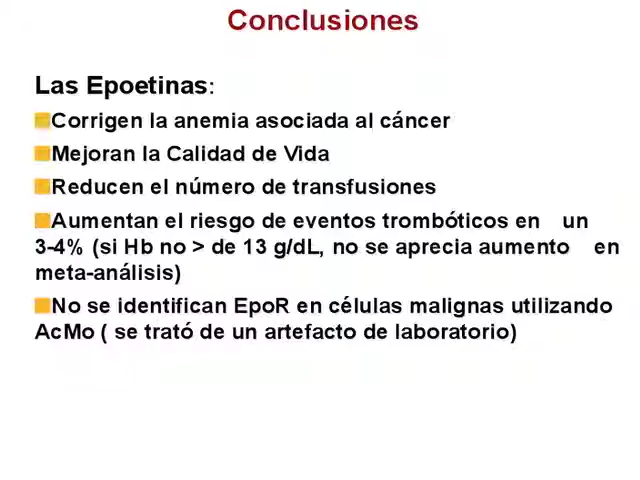 Conclusiones
Las Epoetinas:
Corrigen la anemia asociada al cáncer
Mejoran la Calidad de Vida
Reducen el número de transfusiones
Aumentan el riesgo de eventos trombóticos en un
3-4% (si Hb no > de 13 g/dL, no se aprecia aumento en
meta-análisis)
No se identifican EpoR en células malignas utilizando
AcMo ( se trató de un artefacto de laboratorio)